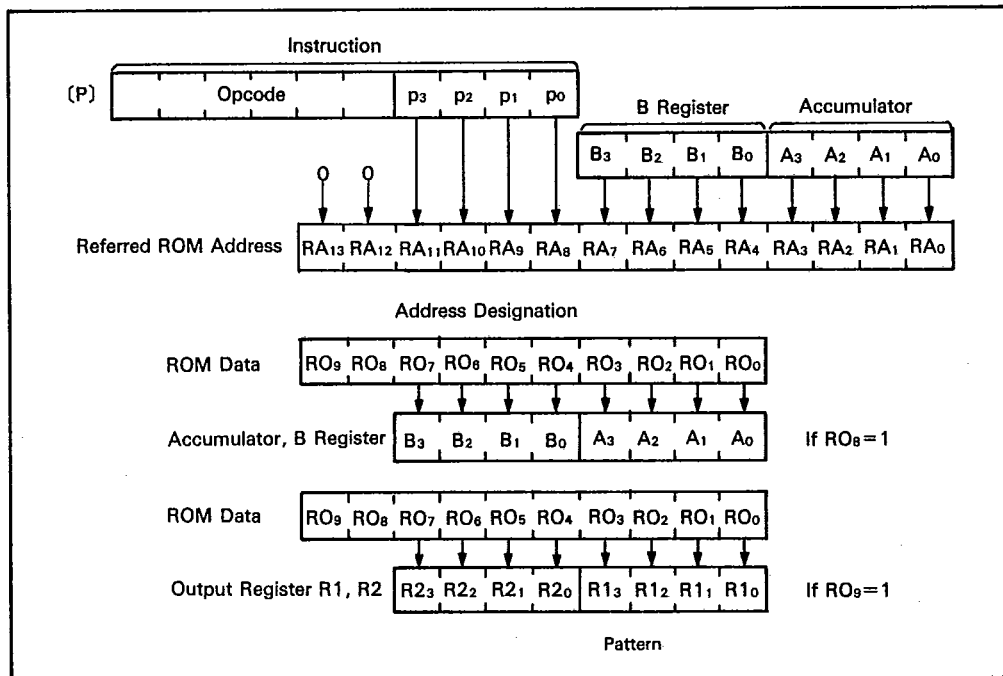 Instruction
(P) Opcode p3 p2 p1 p0
B Register Accumulator
B3 B2 B1 B0 A3 A2 A1 A0
0 0
Referred ROM Address RA13 RA12 RA11 RA10 RA9 RA8 RA7 RA6 RA5 RA4 RA3 RA2 RA1 RA0
Address Designation
ROM Data RO9 RO8 RO7 RO6 RO5 RO4 RO3 RO2 RO1 RO0
Accumulator, B Register B3 B2 B1 B0 A3 A2 A1 A0 If RO8=1
ROM Data RO9 RO8 RO7 RO6 RO5 RO4 RO3 RO2 RO1 RO0
Output Register R1, R2 R23 R22 R21 R20 R13 R12 R11 R10 If RO9=1
Pattern